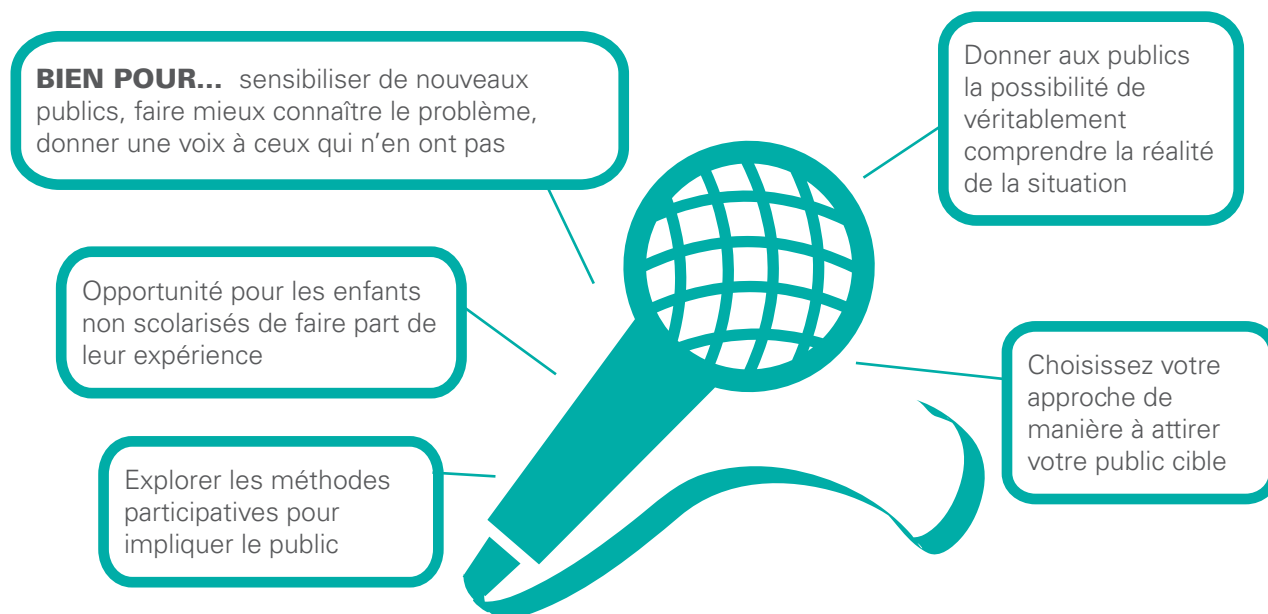 BIEN POUR... sensibiliser de nouveaux
publics, faire mieux connaître le problème,
donner une voix à ceux qui n’en ont pas
Donner aux publics
la possibilité de
véritablement
comprendre la réalité
de la situation
Opportunité pour les enfants
non scolarisés de faire part de
leur expérience
Choisissez votre
approche de
manière à attirer
votre public cible
Explorer les méthodes
participatives pour
impliquer le public